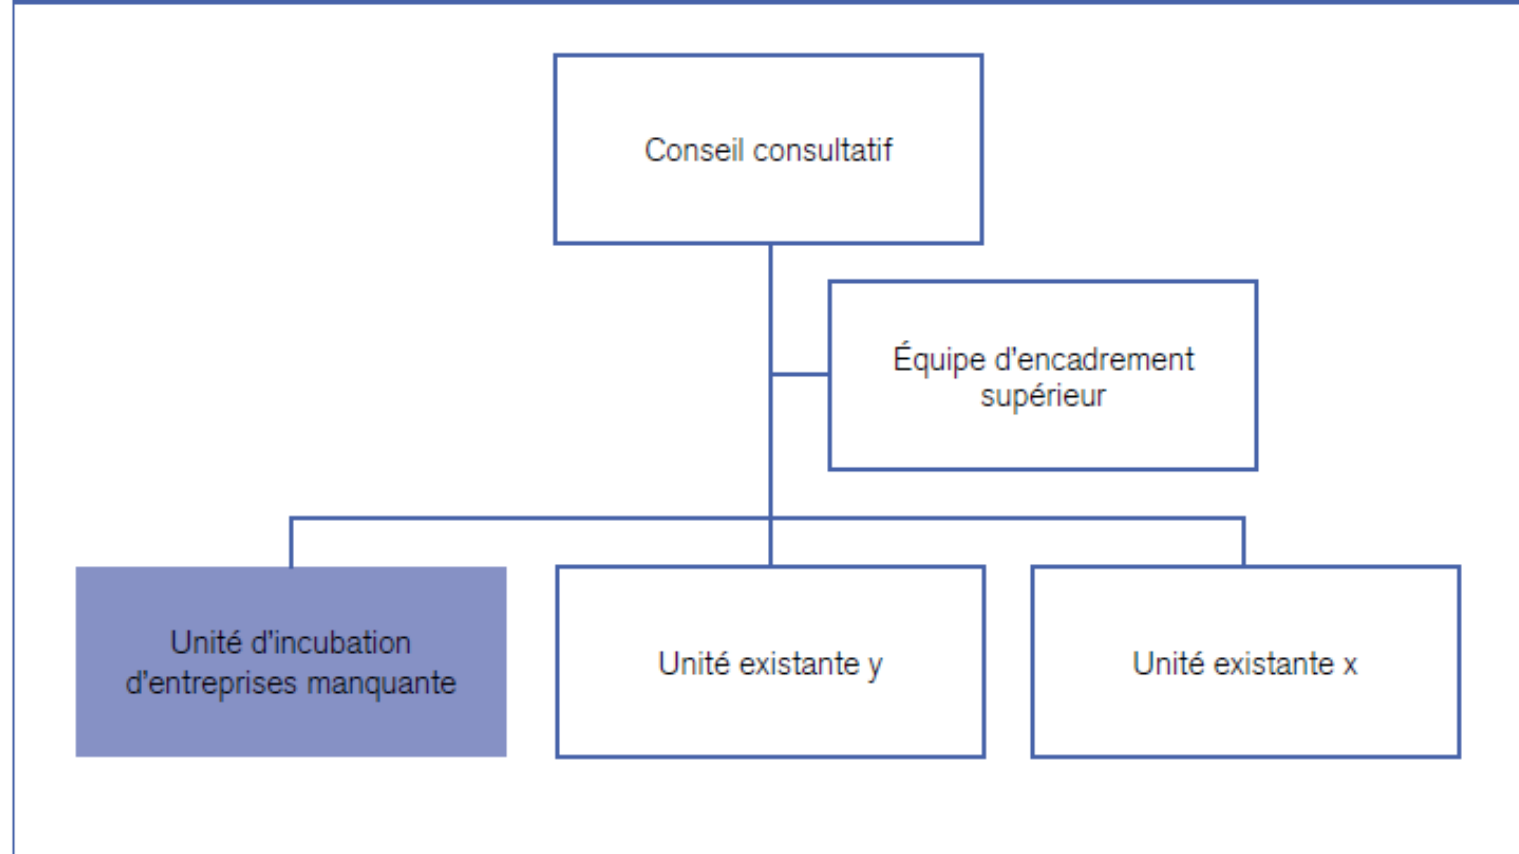 Conseil consultatif
Équipe d'encadrement
supérieur
Unité d'incubation
d'entreprises manquante
Unité existante y
Unité existante x